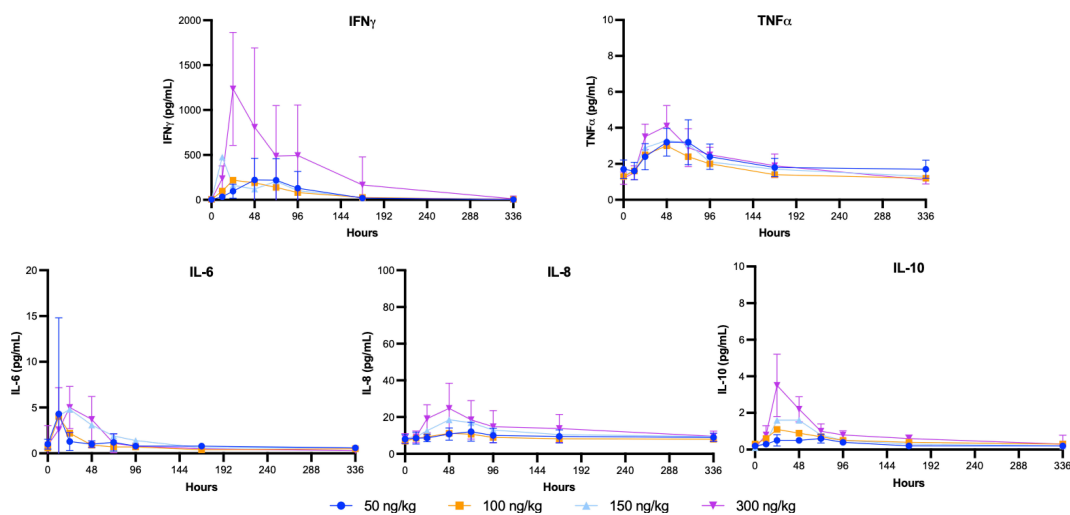 IFNγ
IFNγ (pg/mL)
2000
1500
1000
500
0
0 48 96 144 192 240 288 336
Hours
TNFα
TNFα (pg/mL)
10
8
6
4
2
0
0 48 96 144 192 240 288 336
Hours
IL-6
IL-6 (pg/mL)
20
15
10
5
0
0 48 96 144 192 240 288 336
Hours
IL-8
IL-8 (pg/mL)
100
80
60
40
20
0
0 48 96 144 192 240 288 336
Hours
IL-10
IL-10 (pg/mL)
10
8
6
4
2
0
0 48 96 144 192 240 288 336
Hours
50 ng/kg 100 ng/kg 150 ng/kg 300 ng/kg